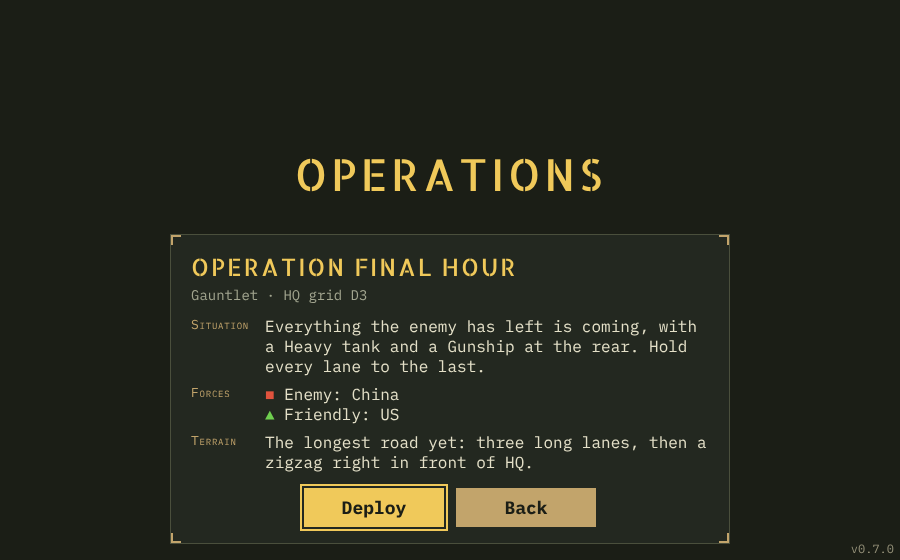 OPERATIONS
OPERATION FINAL HOUR
Gauntlet · HQ grid D3
Situation Everything the enemy has left is coming, with
a Heavy tank and a Gunship at the rear. Hold
every lane to the last.
Forces ■ Enemy: China
▲ Friendly: US
Terrain The longest road yet: three long lanes, then a
zigzag right in front of HQ.
Deploy Back
v0.7.0